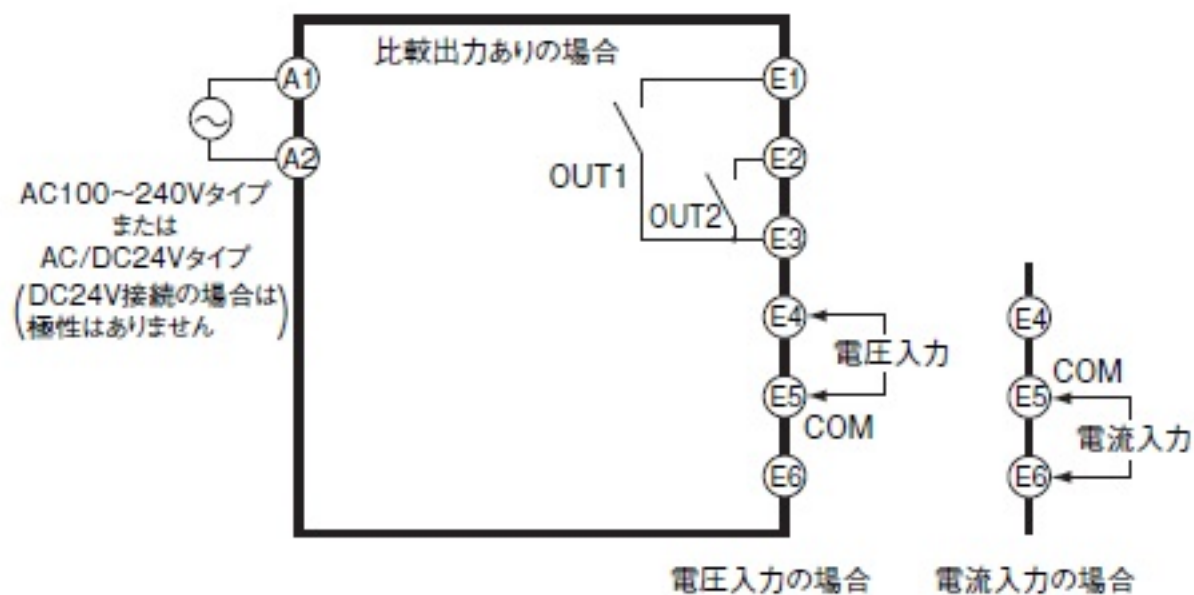 比較出力ありの場合
A1
A2
AC100～240Vタイプ
または
AC/DC24Vタイプ
(DC24V接続の場合は
極性はありません)
E1
E2
E3
OUT1
OUT2
E4
電圧入力
E5
COM
E6
電圧入力の場合
E4
COM
E5
電流入力
E6
電流入力の場合